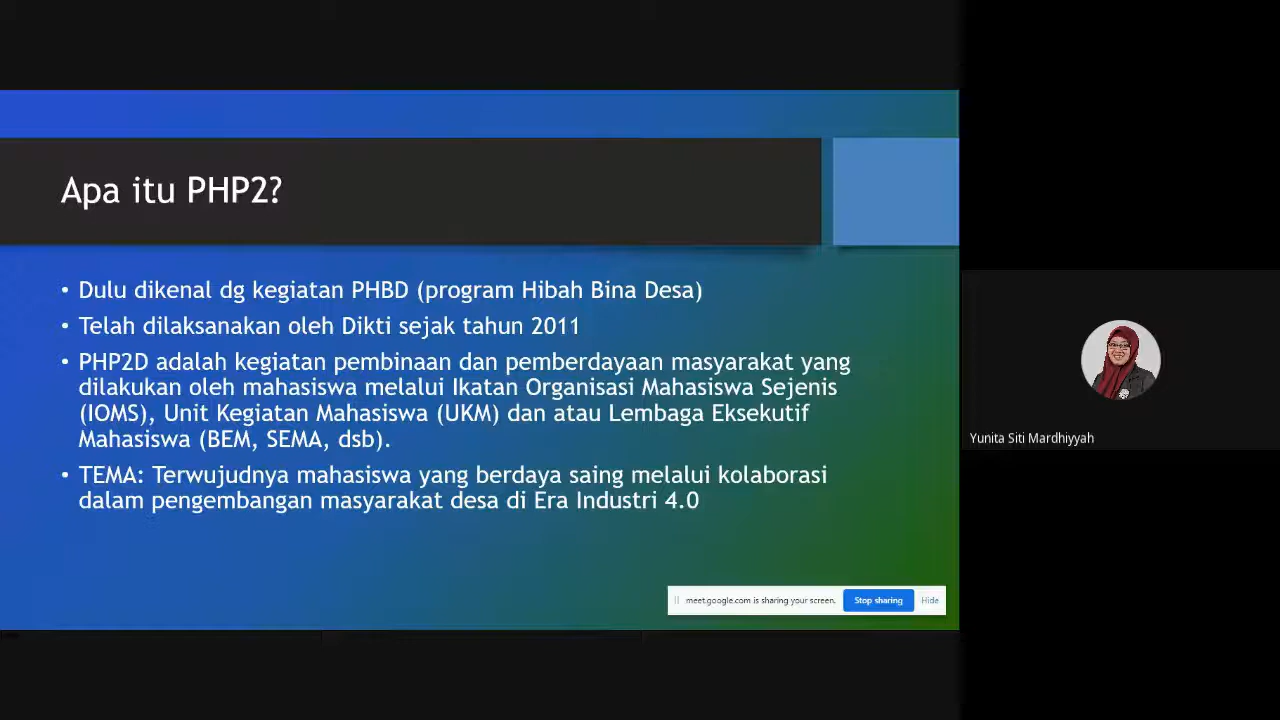 Apa itu PHP2?
• Dulu dikenal dg kegiatan PHBD (program Hibah Bina Desa)
• Telah dilaksanakan oleh Dikti sejak tahun 2011
• PHP2D adalah kegiatan pembinaan dan pemberdayaan masyarakat yang
dilakukan oleh mahasiswa melalui Ikatan Organisasi Mahasiswa Sejenis
(IOMS), Unit Kegiatan Mahasiswa (UKM) dan atau Lembaga Eksekutif
Mahasiswa (BEM, SEMA, dsb).
• TEMA: Terwujudnya mahasiswa yang berdaya saing melalui kolaborasi
dalam pengembangan masyarakat desa di Era Industri 4.0
meet.google.com is sharing your screen. Stop sharing Hide
Yunita Siti Mardhiyyah